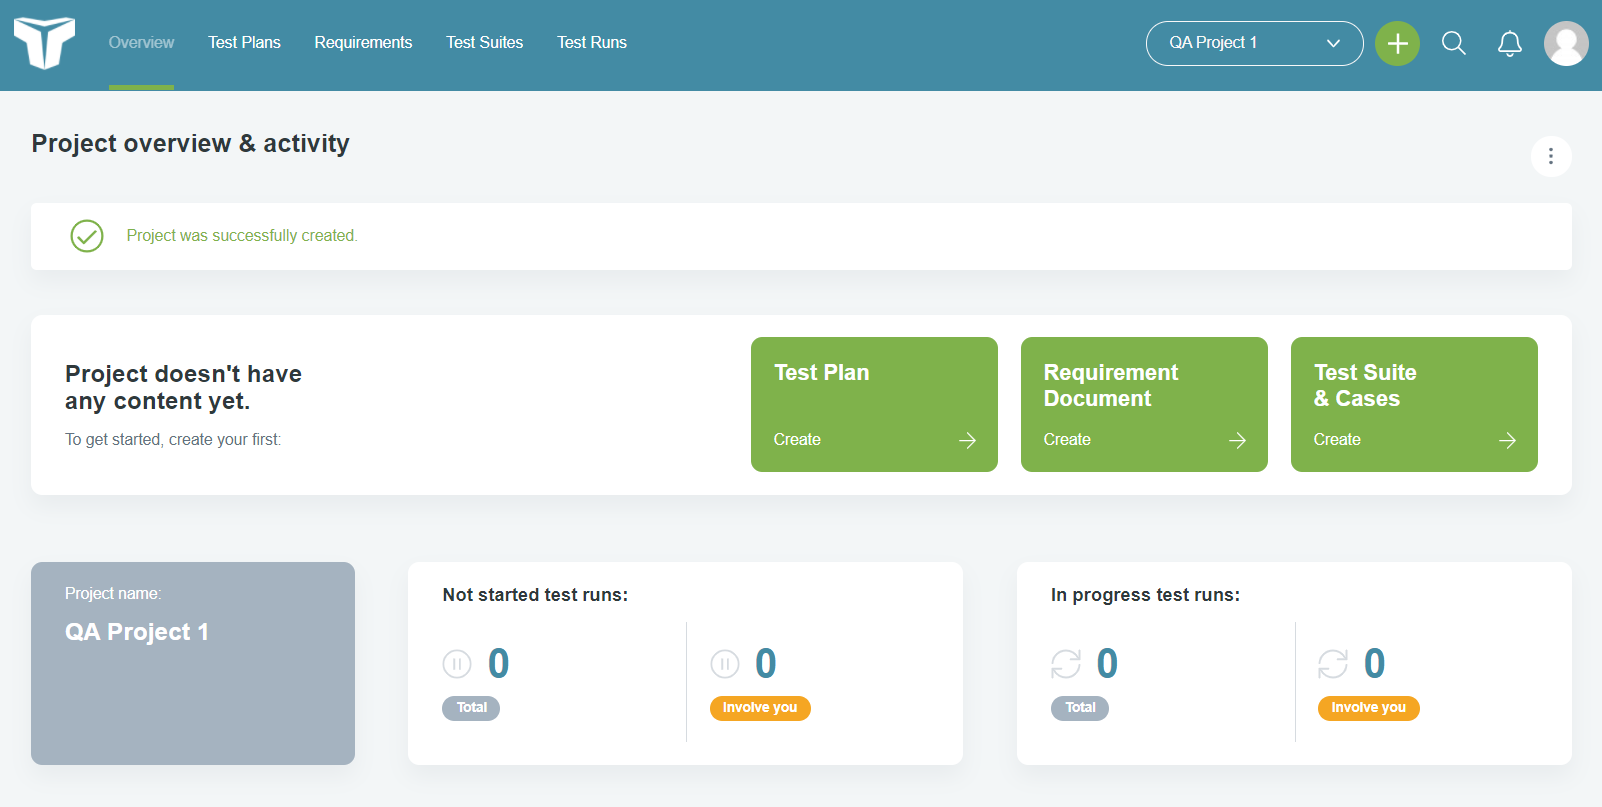 Overview Test Plans Requirements Test Suites Test Runs QA Project 1
Project overview & activity
Project was successfully created.
Project doesn't have
any content yet.
To get started, create your first:
Test Plan
Create
Requirement
Document
Create
Test Suite
& Cases
Create
Project name:
QA Project 1
Not started test runs:
0
Total
0
Involve you
In progress test runs:
0
Total
0
Involve you